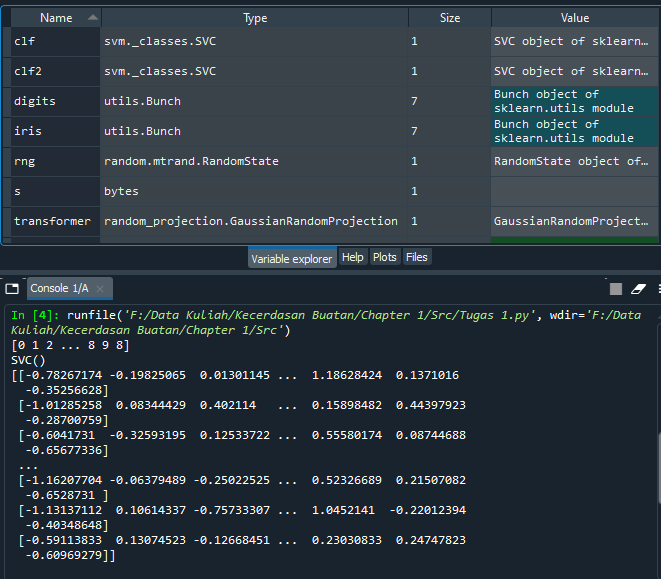 Name Type Size Value
clf svm._classes.SVC 1 SVC object of sklearn…
clf2 svm._classes.SVC 1 SVC object of sklearn…
digits utils.Bunch 7 Bunch object of
sklearn.utils module
iris utils.Bunch 7 Bunch object of
sklearn.utils module
rng random.mtrand.RandomState 1 RandomState object of…
s bytes 1
transformer random_projection.GaussianRandomProjection 1 GaussianRandomProject…
Variable explorer Help Plots Files
Console 1/A
In [4]: runfile('F:/Data Kuliah/Kecerdasan Buatan/Chapter 1/Src/Tugas 1.py', wdir='F:/Data
Kuliah/Kecerdasan Buatan/Chapter 1/Src')
[0 1 2 ... 8 9 8]
SVC()
[[-0.78267174 -0.19825065  0.01301145 ...  1.18628424  0.1371016
  -0.35256628]
 [-1.01285258  0.08344429  0.402114   ...  0.15898482  0.44397923
  -0.28700759]
 [-0.6041731  -0.32593195  0.12533722 ...  0.55580174  0.08744688
  -0.65677336]
 ...
 [-1.16207704 -0.06379489 -0.25022525 ...  0.52326689  0.21507082
  -0.6528731 ]
 [-1.13137112  0.10614337 -0.75733307 ...  1.0452141  -0.22012394
  -0.40348648]
 [-0.59113833  0.13074523 -0.12668451 ...  0.23030833  0.24747823
  -0.60969279]]